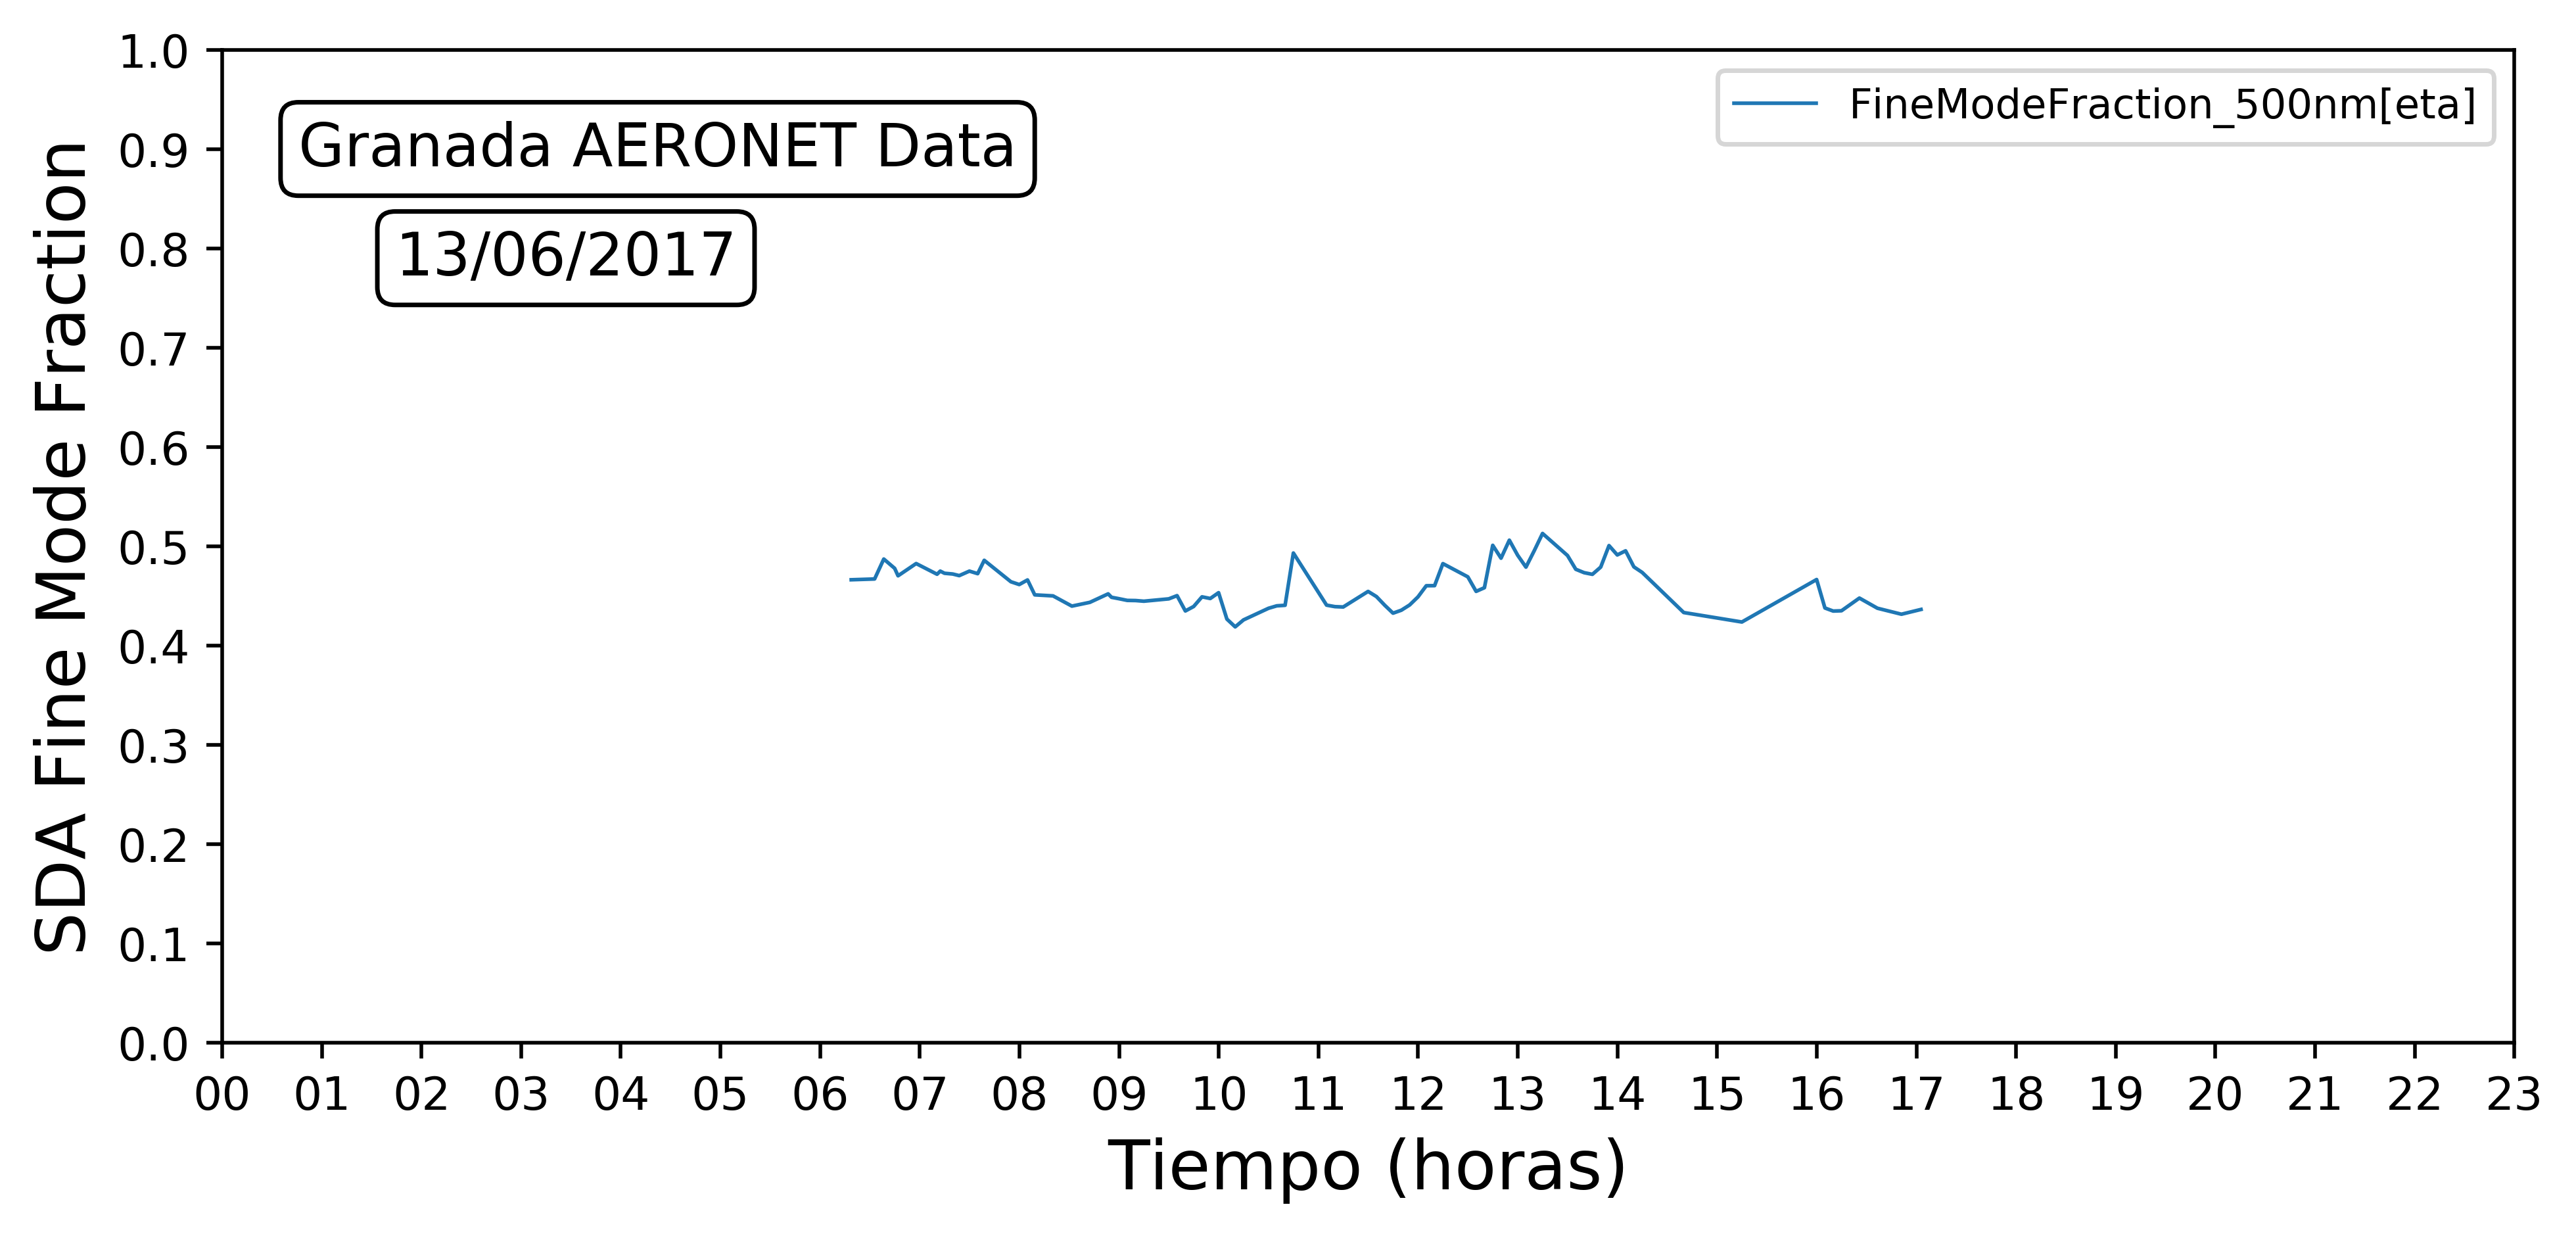 Granada AERONET Data
13/06/2017
FineModeFraction_500nm[eta]
SDA Fine Mode Fraction
1.0
0.9
0.8
0.7
0.6
0.5
0.4
0.3
0.2
0.1
0.0
00 01 02 03 04 05 06 07 08 09 10 11 12 13 14 15 16 17 18 19 20 21 22 23
Tiempo (horas)